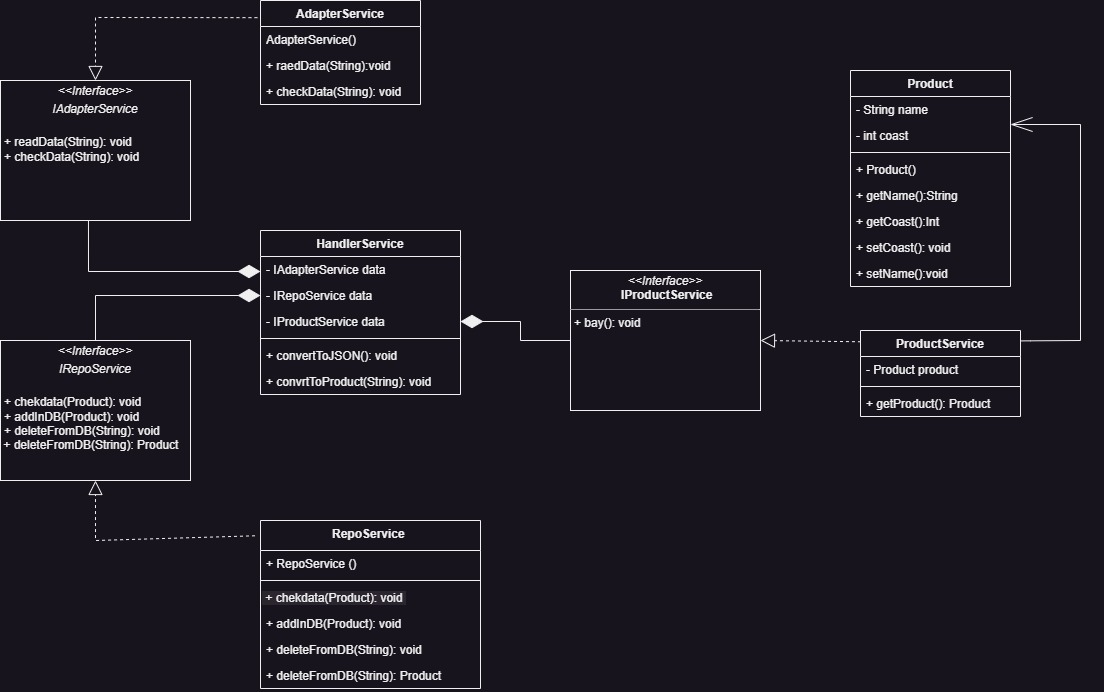 AdapterService
AdapterService()
+ raedData(String):void
+ checkData(String): void
<<Interface>>
IAdapterService
+ readData(String): void
+ checkData(String): void
Product
- String name
- int coast
+ Product()
+ getName():String
+ getCoast():Int
+ setCoast(): void
+ setName():void
HandlerService
- IAdapterService data
- IRepoService data
- IProductService data
+ convertToJSON(): void
+ convrtToProduct(String): void
<<Interface>>
IProductService
+ bay(): void
ProductService
- Product product
+ getProduct(): Product
<<Interface>>
IRepoService
+ chekdata(Product): void
+ addInDB(Product): void
+ deleteFromDB(String): void
+ deleteFromDB(String): Product
RepoService
+ RepoService ()
+ chekdata(Product): void
+ addInDB(Product): void
+ deleteFromDB(String): void
+ deleteFromDB(String): Product